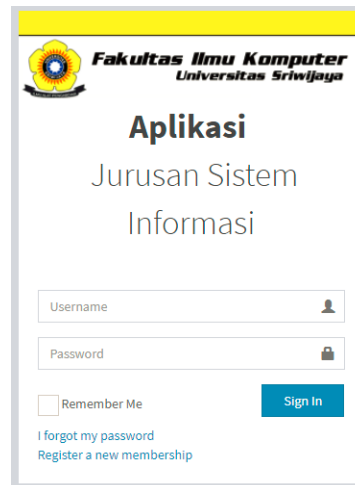 Fakultas Ilmu Komputer
Universitas Sriwijaya
Aplikasi
Jurusan Sistem
Informasi
Username
Password
Remember Me
Sign In
I forgot my password
Register a new membership